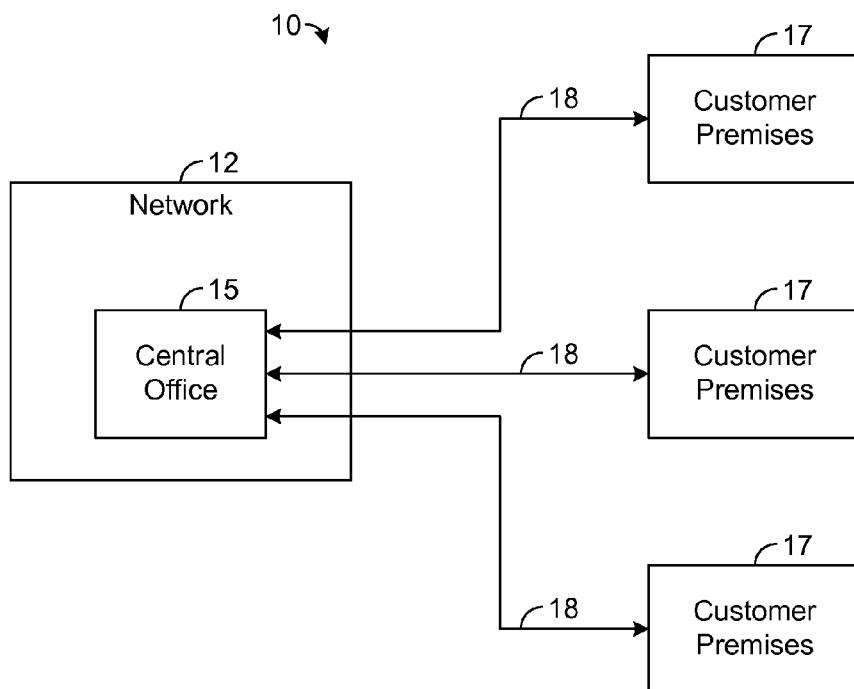 10
17
Customer
Premises
18
12
Network
15
Central
Office
17
Customer
Premises
18
17
Customer
Premises
18